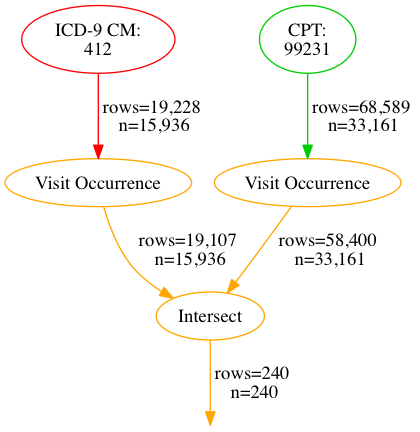 ICD-9 CM:
412
CPT:
99231
rows=19,228
n=15,936
rows=68,589
n=33,161
Visit Occurrence
Visit Occurrence
rows=19,107
n=15,936
rows=58,400
n=33,161
Intersect
rows=240
n=240